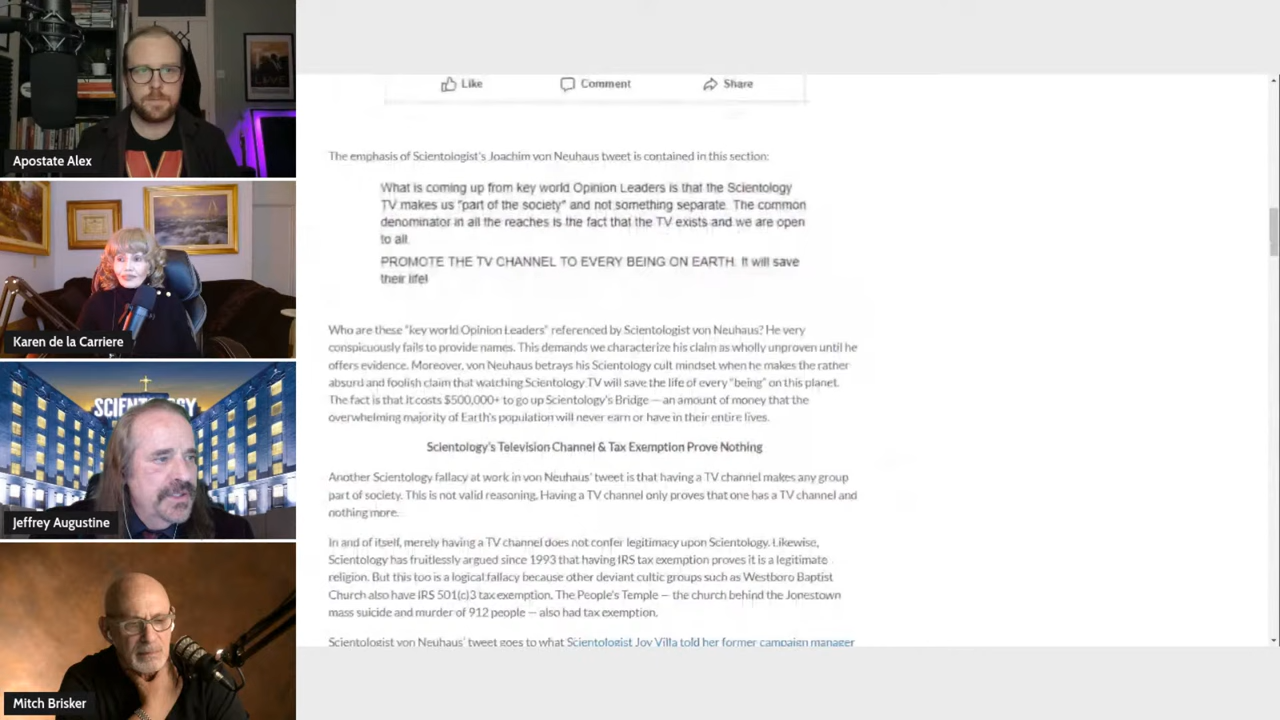 Apostate Alex
Karen de la Carriere
SCIENTOLOGY
Jeffrey Augustine
Mitch Brisker
Like Comment Share
The emphasis of Scientologist's Joachim von Neuhaus tweet is contained in this section:
What is coming up from key world Opinion Leaders is that the Scientology
TV makes us "part of the society" and not something separate. The common
denominator in all the reaches is the fact that the TV exists and we are open
to all.
PROMOTE THE TV CHANNEL TO EVERY BEING ON EARTH. It will save
their life!
Who are these "key world Opinion Leaders" referenced by Scientologist von Neuhaus? He very
conspicuously fails to provide names. This demands we characterize his claim as wholly unproven until he
offers evidence. Moreover, von Neuhaus betrays his Scientology cult mindset when he makes the rather
absurd and foolish claim that watching Scientology TV will save the life of every "being" on this planet.
The fact is that it costs $500,000+ to go up Scientology's Bridge — an amount of money that the
overwhelming majority of Earth's population will never earn or have in their entire lives.
Scientology's Television Channel & Tax Exemption Prove Nothing
Another Scientology fallacy at work in von Neuhaus' tweet is that having a TV channel makes any group
part of society. This is not valid reasoning. Having a TV channel only proves that one has a TV channel and
nothing more.
In and of itself, merely having a TV channel does not confer legitimacy upon Scientology. Likewise,
Scientology has fruitlessly argued since 1993 that having IRS tax exemption proves it is a legitimate
religion. But this too is a logical fallacy because other deviant cultic groups such as Westboro Baptist
Church also have IRS 501(c)3 tax exemption. The People's Temple — the church behind the Jonestown
mass suicide and murder of 912 people — also had tax exemption.
Scientologist von Neuhaus' tweet goes to what Scientologist Joy Villa told her former campaign manager